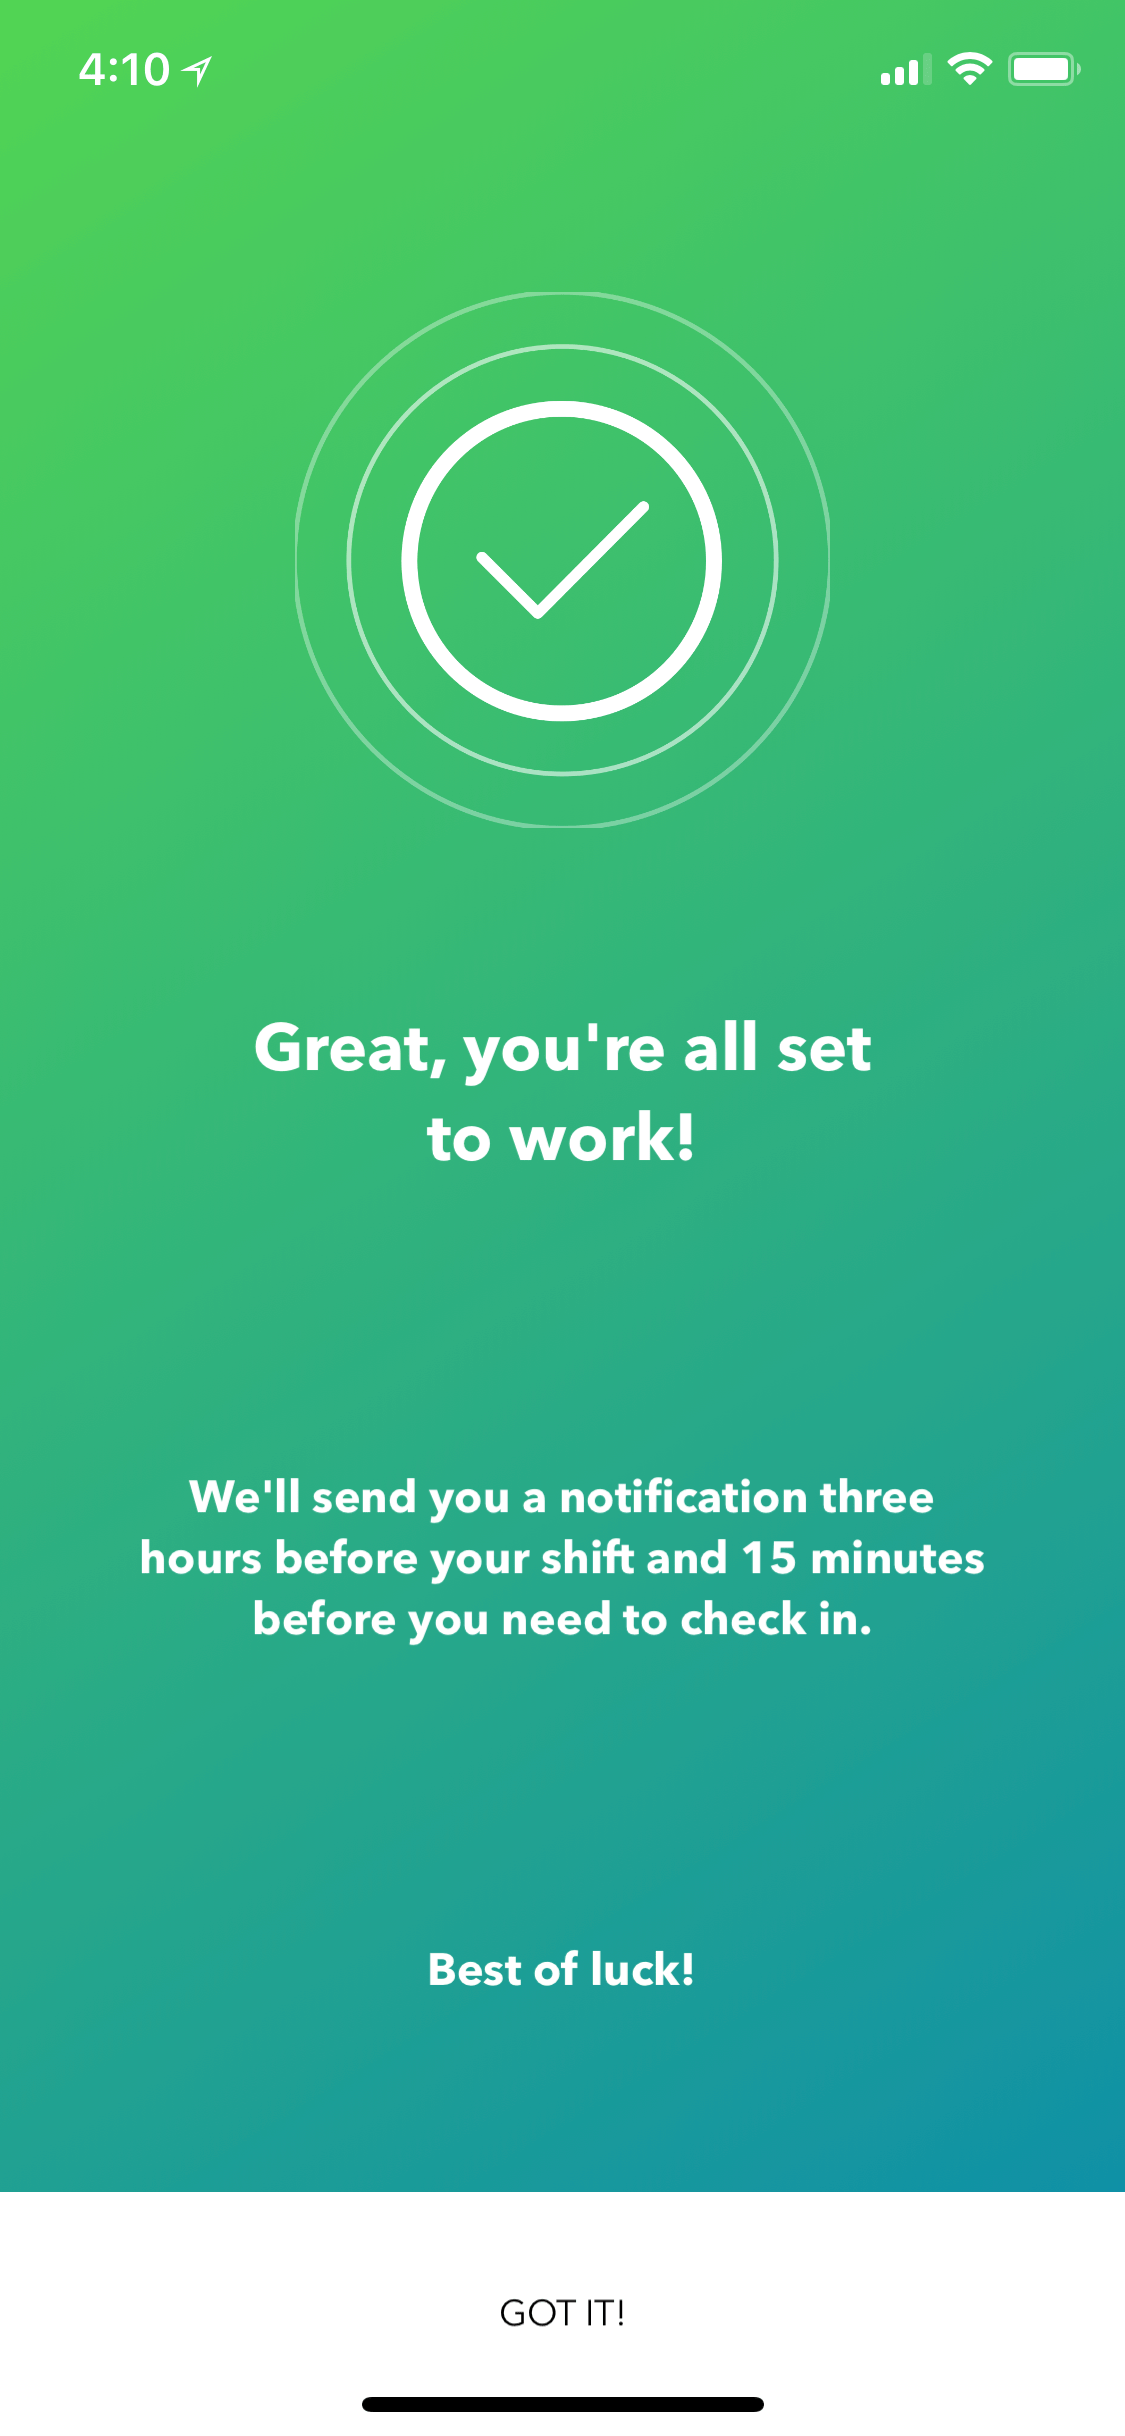 4:10
Great, you're all set
to work!
We'll send you a notification three
hours before your shift and 15 minutes
before you need to check in.
Best of luck!
GOT IT!